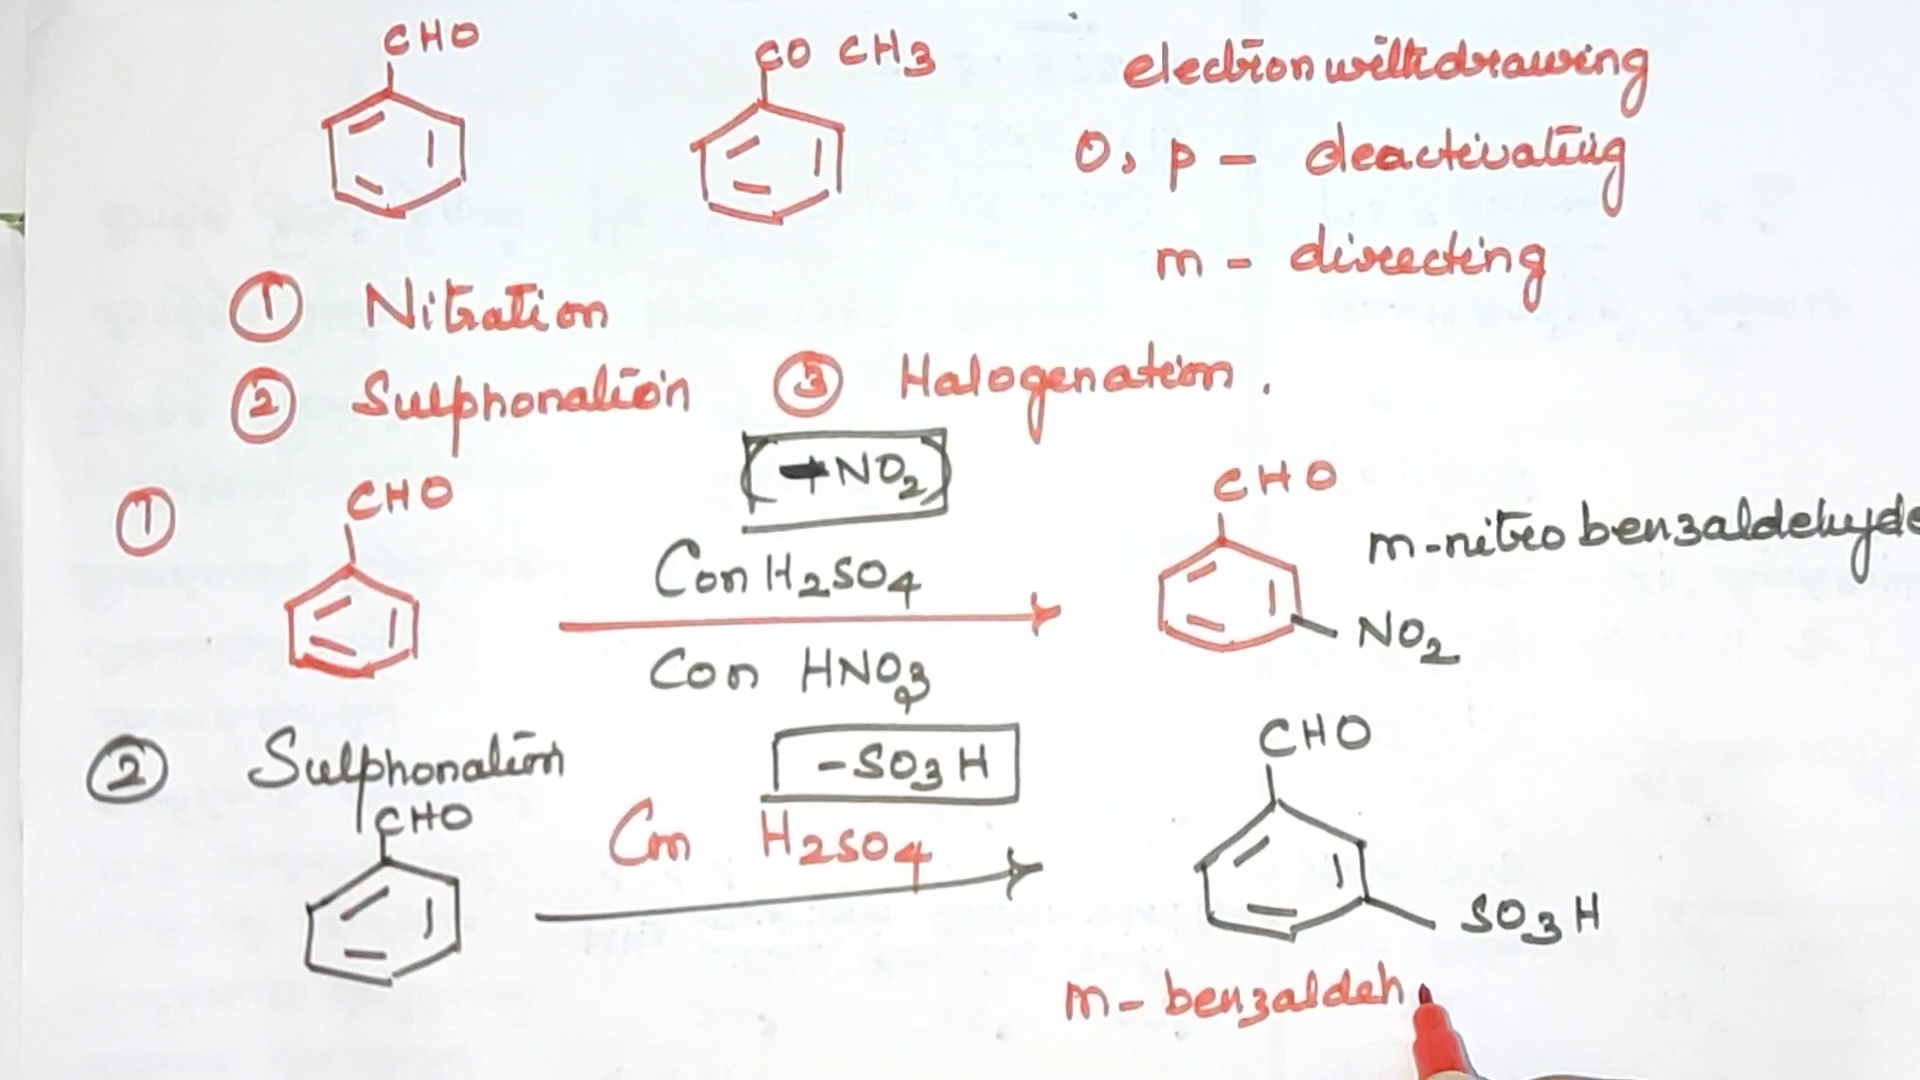 CHO
CO CH3
electron withdrawing
O, p - deactivating
m - directing
① Nitration
② Sulphonation ③ Halogenation.
+NO2
① CHO
Con H2SO4
Con HNO3
CHO
m-nitro benzaldehyde
NO2
② Sulphonation
-SO3H
CHO
Con H2SO4
CHO
SO3H
m- benzaldeh